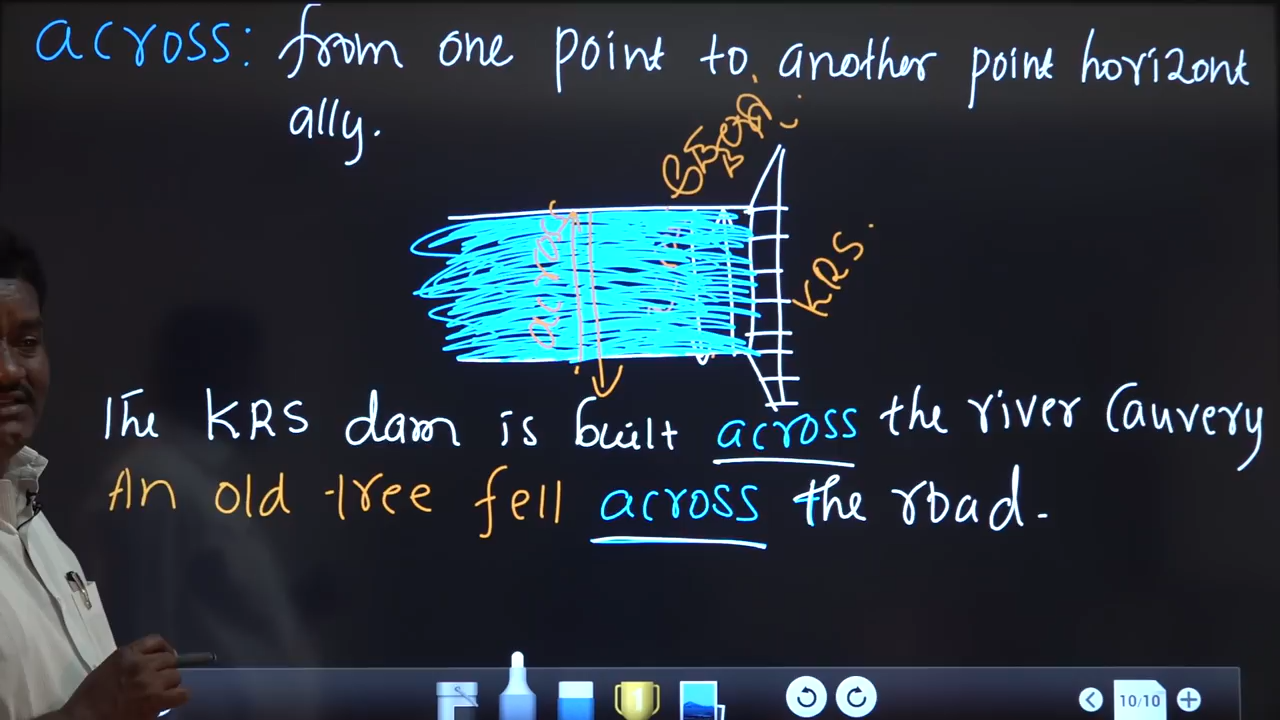 across: from one point to another point horizont
ally.
across
KRS.
The KRS dam is built across the river Cauvery
An old tree fell across the road.
10/10